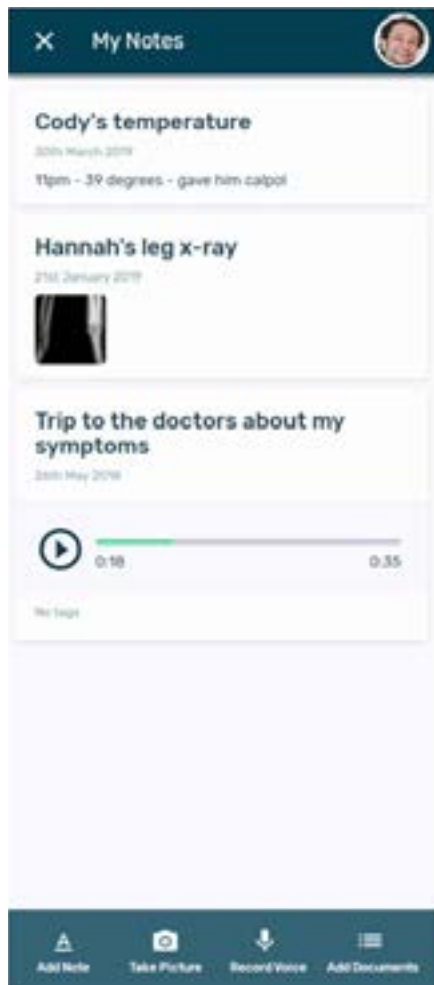 My Notes
Cody's temperature
30th March 2019
11pm - 39 degrees - gave him calpol
Hannah's leg x-ray
21st January 2019
Trip to the doctors about my
symptoms
26th May 2018
0:18 0:35
No tags
Add Note Take Picture Record Voice Add Documents